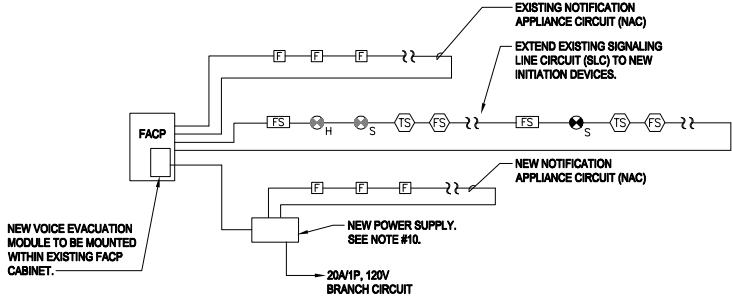 EXISTING NOTIFICATION
APPLIANCE CIRCUIT (NAC)
F F F
EXTEND EXISTING SIGNALING
LINE CIRCUIT (SLC) TO NEW
INITIATION DEVICES.
FACP
FS H S TS FS FS S TS FS
NEW NOTIFICATION
APPLIANCE CIRCUIT (NAC)
F F F
NEW VOICE EVACUATION
MODULE TO BE MOUNTED
WITHIN EXISTING FACP
CABINET.
NEW POWER SUPPLY.
SEE NOTE #10.
20A/1P, 120V
BRANCH CIRCUIT